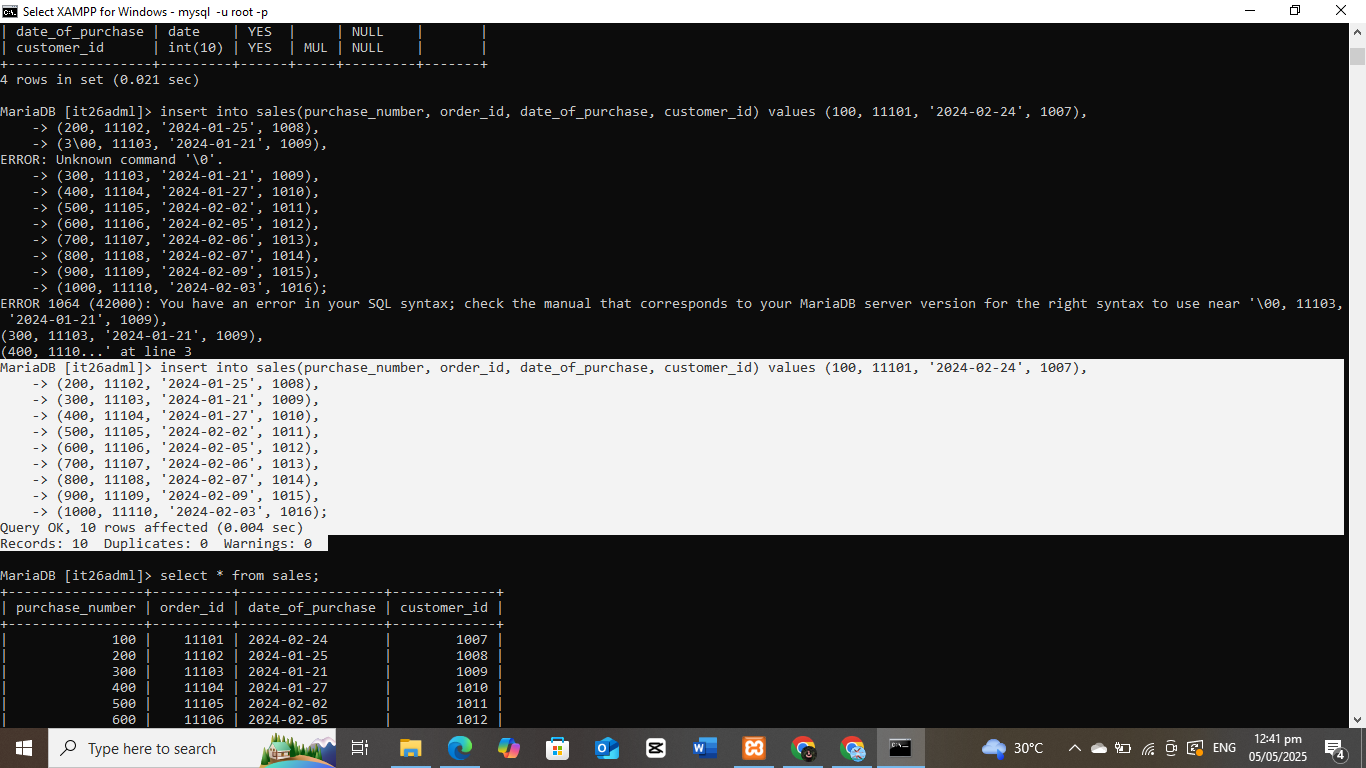 Select XAMPP for Windows - mysql -u root -p
| date_of_purchase | date    | YES  |     | NULL    |       |
| customer_id      | int(10) | YES  | MUL | NULL    |       |
+------------------+---------+------+-----+---------+-------+
4 rows in set (0.021 sec)
MariaDB [it26adml]> insert into sales(purchase_number, order_id, date_of_purchase, customer_id) values (100, 11101, '2024-02-24', 1007),
    -> (200, 11102, '2024-01-25', 1008),
    -> (3\00, 11103, '2024-01-21', 1009),
ERROR: Unknown command '\0'.
    -> (300, 11103, '2024-01-21', 1009),
    -> (400, 11104, '2024-01-27', 1010),
    -> (500, 11105, '2024-02-02', 1011),
    -> (600, 11106, '2024-02-05', 1012),
    -> (700, 11107, '2024-02-06', 1013),
    -> (800, 11108, '2024-02-07', 1014),
    -> (900, 11109, '2024-02-09', 1015),
    -> (1000, 11110, '2024-02-03', 1016);
ERROR 1064 (42000): You have an error in your SQL syntax; check the manual that corresponds to your MariaDB server version for the right syntax to use near '\00, 11103,
 '2024-01-21', 1009),
(300, 11103, '2024-01-21', 1009),
(400, 1110...' at line 3
MariaDB [it26adml]> insert into sales(purchase_number, order_id, date_of_purchase, customer_id) values (100, 11101, '2024-02-24', 1007),
    -> (200, 11102, '2024-01-25', 1008),
    -> (300, 11103, '2024-01-21', 1009),
    -> (400, 11104, '2024-01-27', 1010),
    -> (500, 11105, '2024-02-02', 1011),
    -> (600, 11106, '2024-02-05', 1012),
    -> (700, 11107, '2024-02-06', 1013),
    -> (800, 11108, '2024-02-07', 1014),
    -> (900, 11109, '2024-02-09', 1015),
    -> (1000, 11110, '2024-02-03', 1016);
Query OK, 10 rows affected (0.004 sec)
Records: 10  Duplicates: 0  Warnings: 0
MariaDB [it26adml]> select * from sales;
+-----------------+----------+------------------+-------------+
| purchase_number | order_id | date_of_purchase | customer_id |
+-----------------+----------+------------------+-------------+
|             100 |    11101 | 2024-02-24       |        1007 |
|             200 |    11102 | 2024-01-25       |        1008 |
|             300 |    11103 | 2024-01-21       |        1009 |
|             400 |    11104 | 2024-01-27       |        1010 |
|             500 |    11105 | 2024-02-02       |        1011 |
|             600 |    11106 | 2024-02-05       |        1012 |
Type here to search
30°C
ENG
12:41 pm
05/05/2025
4